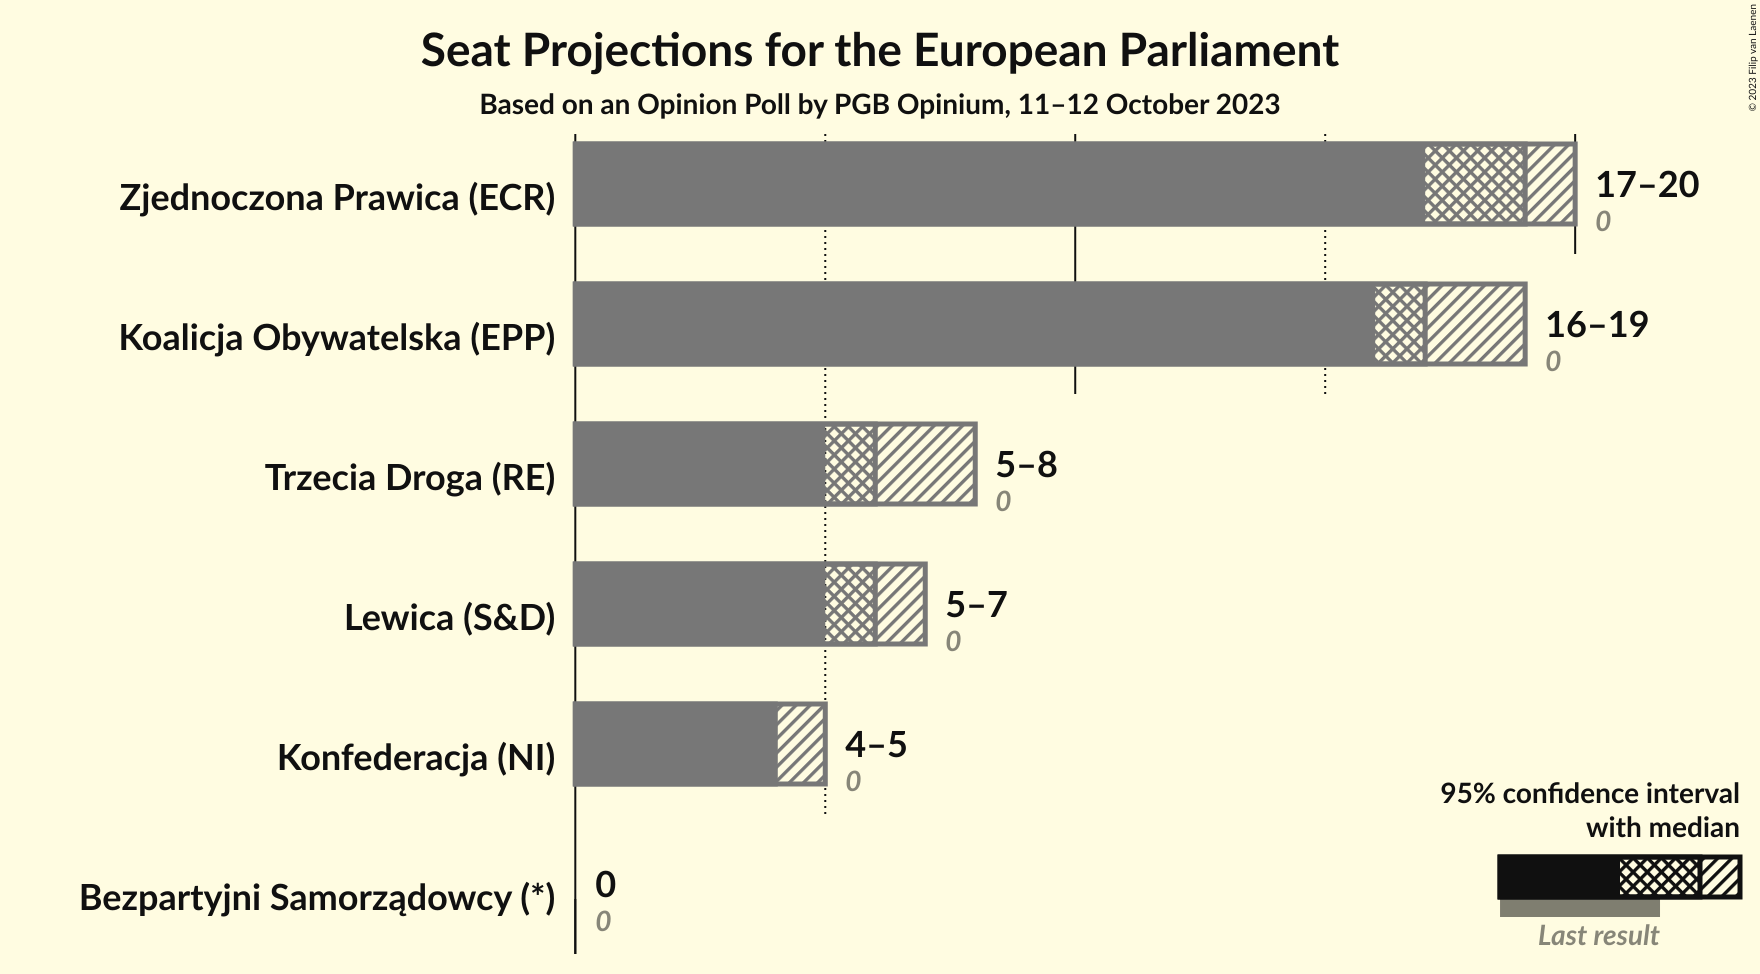 Seat Projections for the European Parliament
Based on an Opinion Poll by PGB Opinium, 11–12 October 2023
© 2023 Filip van Laenen
Zjednoczona Prawica (ECR)
17–20
0
Koalicja Obywatelska (EPP)
16–19
0
Trzecia Droga (RE)
5–8
0
Lewica (S&D)
5–7
0
Konfederacja (NI)
4–5
0
Bezpartyjni Samorządowcy (*)
0
0
95% confidence interval
with median
Last result